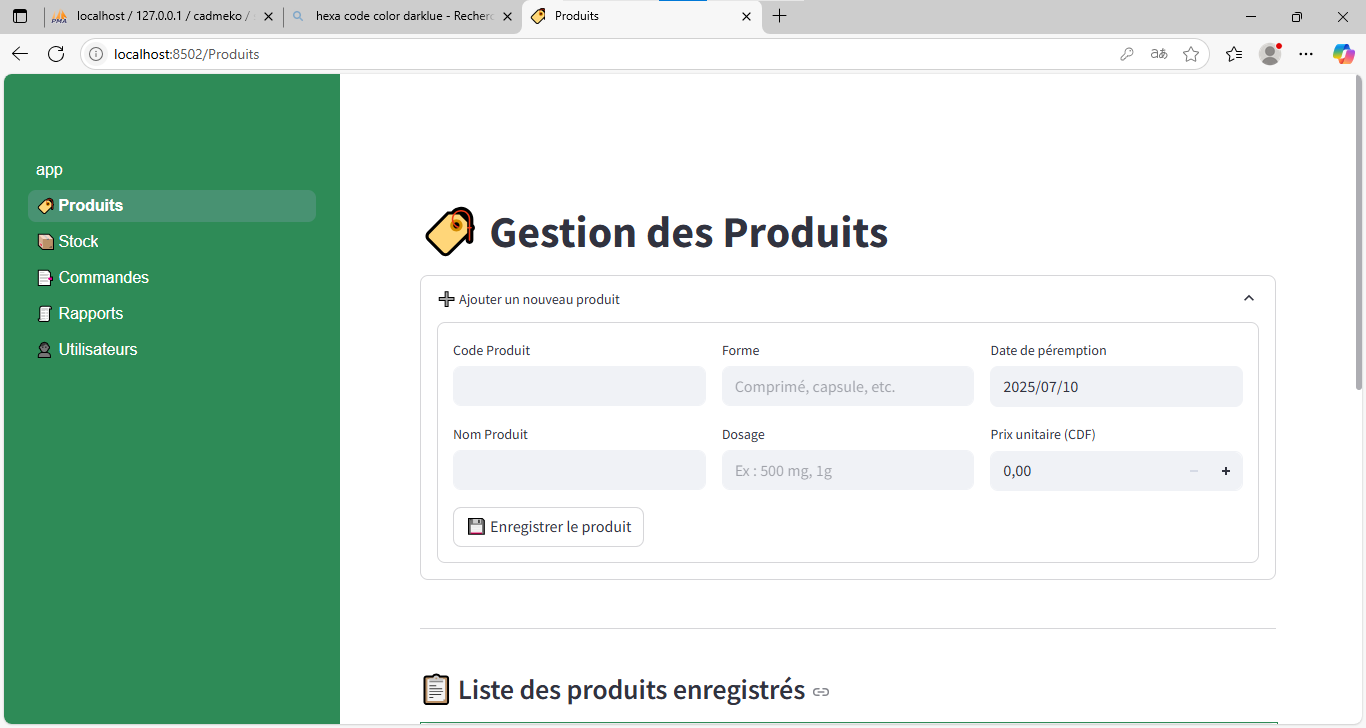 localhost / 127.0.0.1 / cadmeko /
hexa code color darklue - Recherc
Produits
localhost:8502/Produits
app
Produits
Stock
Commandes
Rapports
Utilisateurs
Gestion des Produits
Ajouter un nouveau produit
Code Produit
Forme
Date de péremption
Comprimé, capsule, etc.
2025/07/10
Nom Produit
Dosage
Prix unitaire (CDF)
Ex : 500 mg, 1g
0,00
Enregistrer le produit
Liste des produits enregistrés